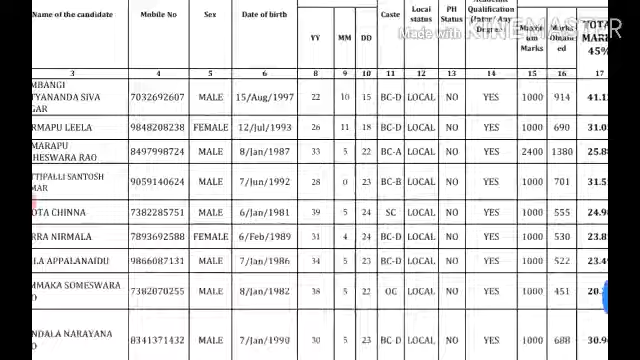 Name of the candidate Mobile No Sex Date of birth Caste Local status PH Status Qualification Degree) Marks
YY MM DD
Made with KINEMASTER
45%
3 4 5 6 8 9 10 11 12 13 14 15 16 17
MBANGI
TYANANDA SIVA 7032692607 MALE 15/Aug/1997 22 10 15 BC-D LOCAL NO YES 1000 914 41.1
GAR
RMAPU LEELA 9848208238 FEMALE 12/Jul/1993 26 11 18 BC-D LOCAL NO YES 1000 690 31.0
MARAPU
HESWARA RAO 8497998724 MALE 8/Jan/1987 33 5 22 BC-A LOCAL NO YES 2400 1380 25.8
TTIPALLI SANTOSH
MAR 9059140624 MALE 7/Jun/1992 28 0 23 BC-B LOCAL NO YES 1000 701 31.5
OTA CHINNA 7382285751 MALE 6/Jan/1981 39 5 24 SC LOCAL NO YES 1000 555 24.9
RRA NIRMALA 7893692588 FEMALE 6/Feb/1989 31 4 24 BC-D LOCAL NO YES 1000 530 23.8
LA APPALANAIDU 9866087131 MALE 7/Jan/1986 34 5 23 BC-D LOCAL NO YES 1000 522 23.4
MMAKA SOMESWARA
O 7382070255 MALE 8/Jan/1982 38 5 22 OC LOCAL NO YES 1000 451 20.
NDALA NARAYANA
O 8341371432 MALE 7/Jan/1990 30 5 23 BC-D LOCAL NO YES 1000 688 30.9